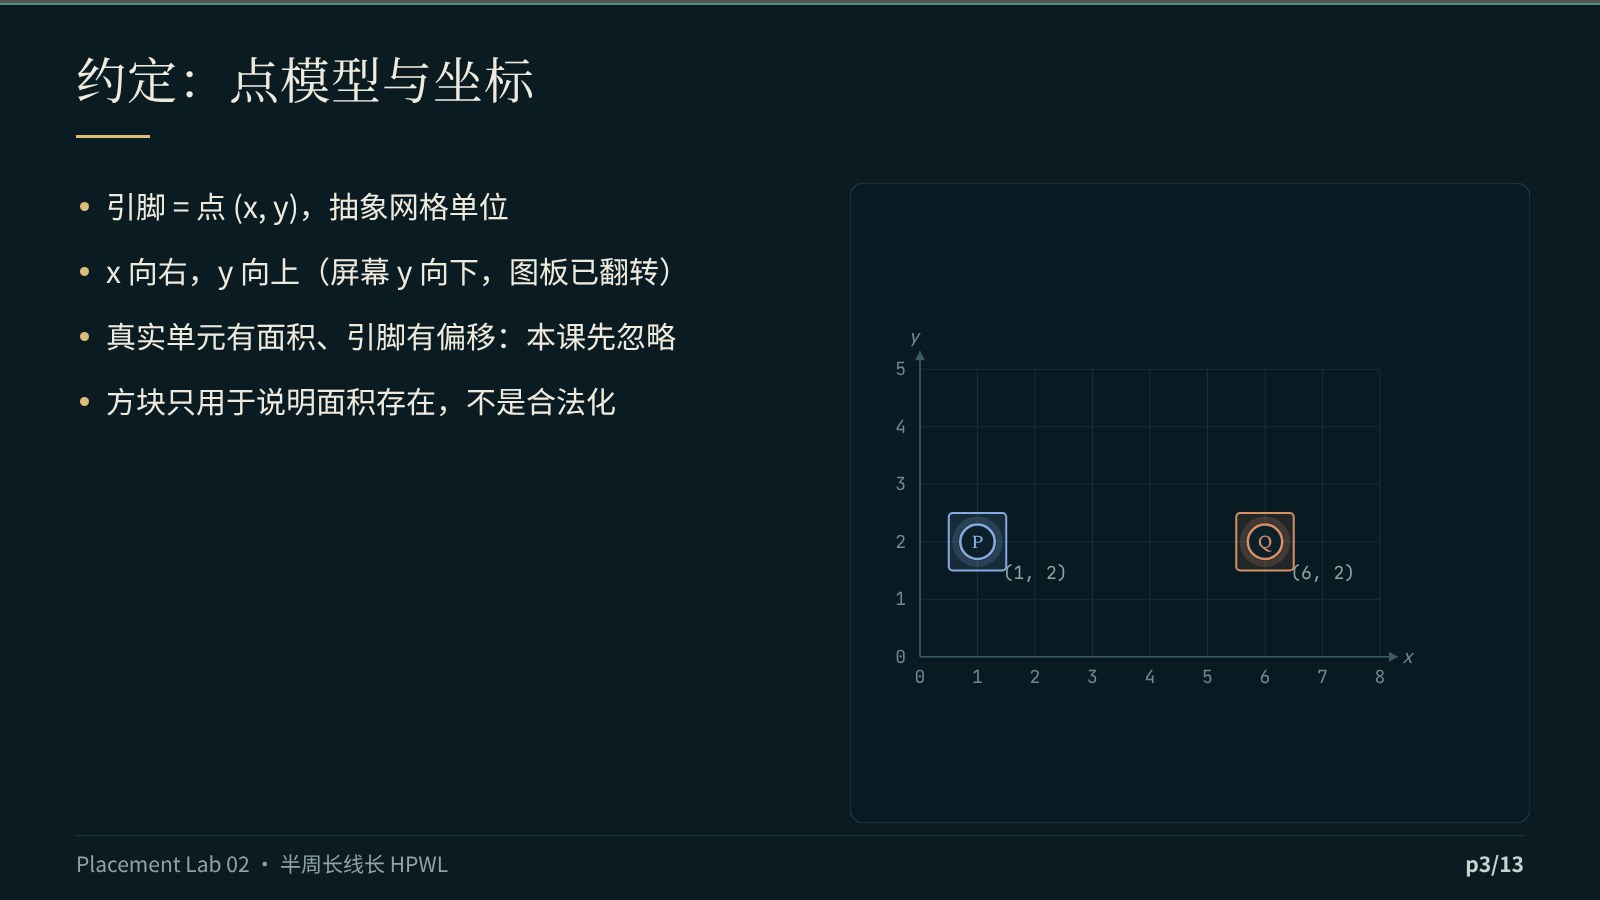 约定：点模型与坐标
引脚 = 点 (x, y)，抽象网格单位
x 向右，y 向上（屏幕 y 向下，图板已翻转）
真实单元有面积、引脚有偏移：本课先忽略
方块只用于说明面积存在，不是合法化
y
5
4
3
2
P
Q
(1, 2)
(6, 2)
1
0
x
0 1 2 3 4 5 6 7 8
Placement Lab 02 · 半周长线长 HPWL
p3/13